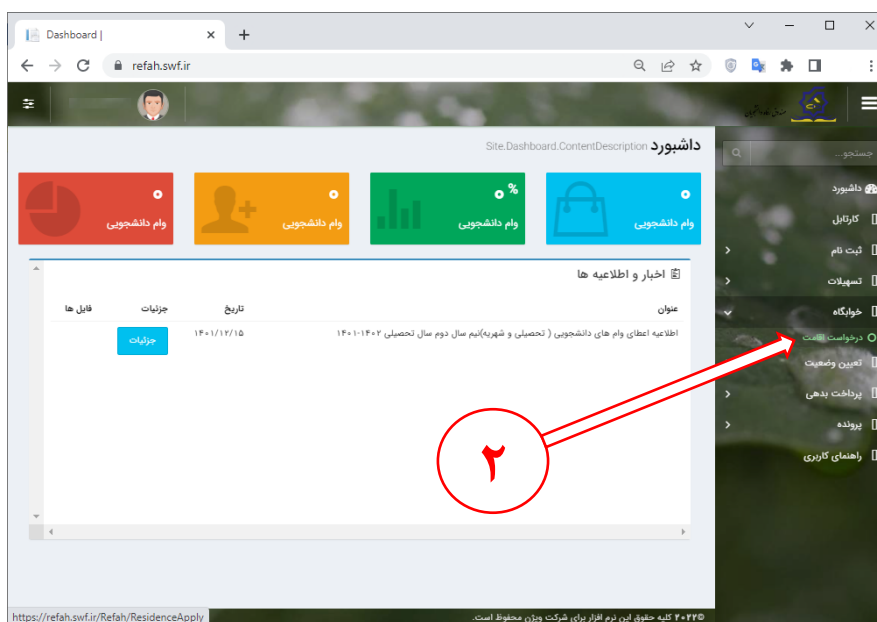 Dashboard |
refah.swf.ir
جستجو...
داشبورد
کارتابل
ثبت نام
تسهیلات
خوابگاه
درخواست اقامت
تعیین وضعیت
پرداخت بدهی
پرونده
راهنمای کاربری
داشبورد Site.Dashboard.ContentDescription
۰
وام دانشجویی
۰%
وام دانشجویی
۰
وام دانشجویی
۰
وام دانشجویی
اخبار و اطلاعیه ها
عنوان تاریخ جزئیات فایل ها
اطلاعیه اعطای وام های دانشجویی ( تحصیلی و شهریه)نیم سال دوم سال تحصیلی ۱۴۰۲-۱۴۰۱ ۱۴۰۱/۱۲/۱۵ جزئیات
۲
©۲۰۲۲ کلیه حقوق این نرم افزار برای شرکت ویژن محفوظ است.
https://refah.swf.ir/Refah/ResidenceApply